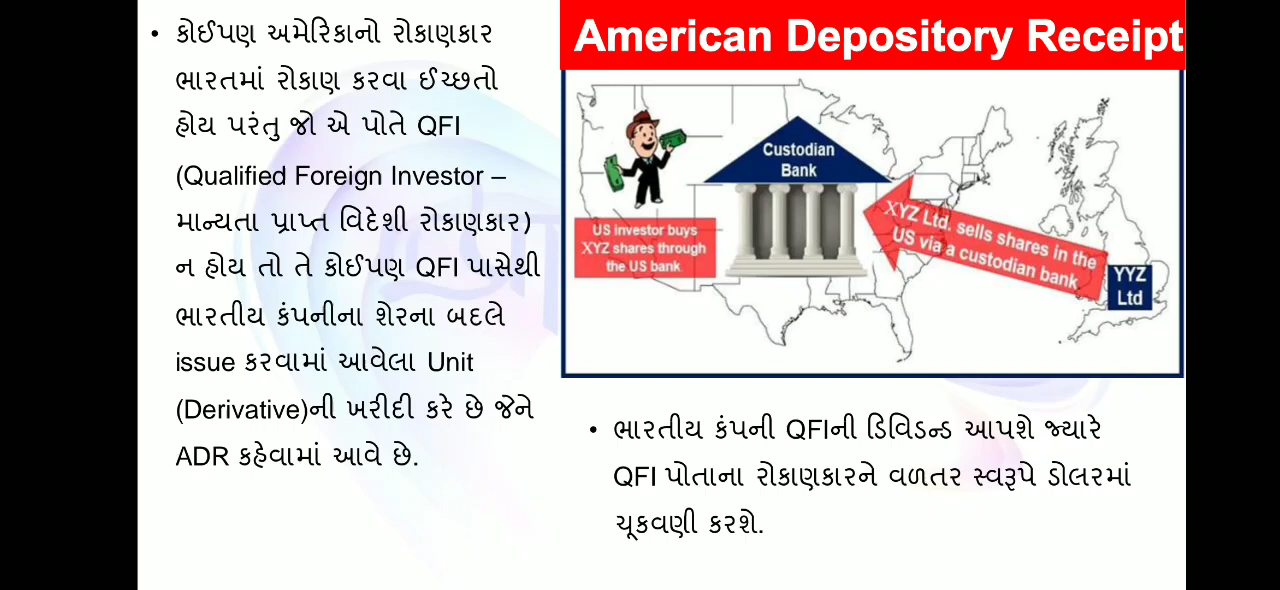 American Depository Receipt
• કોઈપણ અમેરિકાનો રોકાણકાર
ભારતમાં રોકાણ કરવા ઈચ્છતો
હોય પરંતુ જો એ પોતે QFI
(Qualified Foreign Investor –
માન્યતા પ્રાપ્ત વિદેશી રોકાણકાર)
ન હોય તો તે કોઈપણ QFI પાસેથી
ભારતીય કંપનીના શેરના બદલે
issue કરવામાં આવેલા Unit
(Derivative)ની ખરીદી કરે છે જેને
ADR કહેવામાં આવે છે.
Custodian
Bank
US investor buys
XYZ shares through
the US bank
XYZ Ltd. sells shares in the
US via a custodian bank
YYZ
Ltd
• ભારતીય કંપની QFIની ડિવિડન્ડ આપશે જ્યારે
QFI પોતાના રોકાણકારને વળતર સ્વરૂપે ડોલરમાં
ચૂકવણી કરશે.